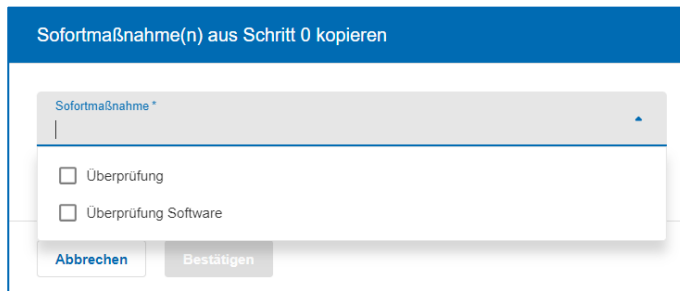 Sofortmaßnahme(n) aus Schritt 0 kopieren
Sofortmaßnahme *
Überprüfung
Überprüfung Software
Abbrechen Bestätigen